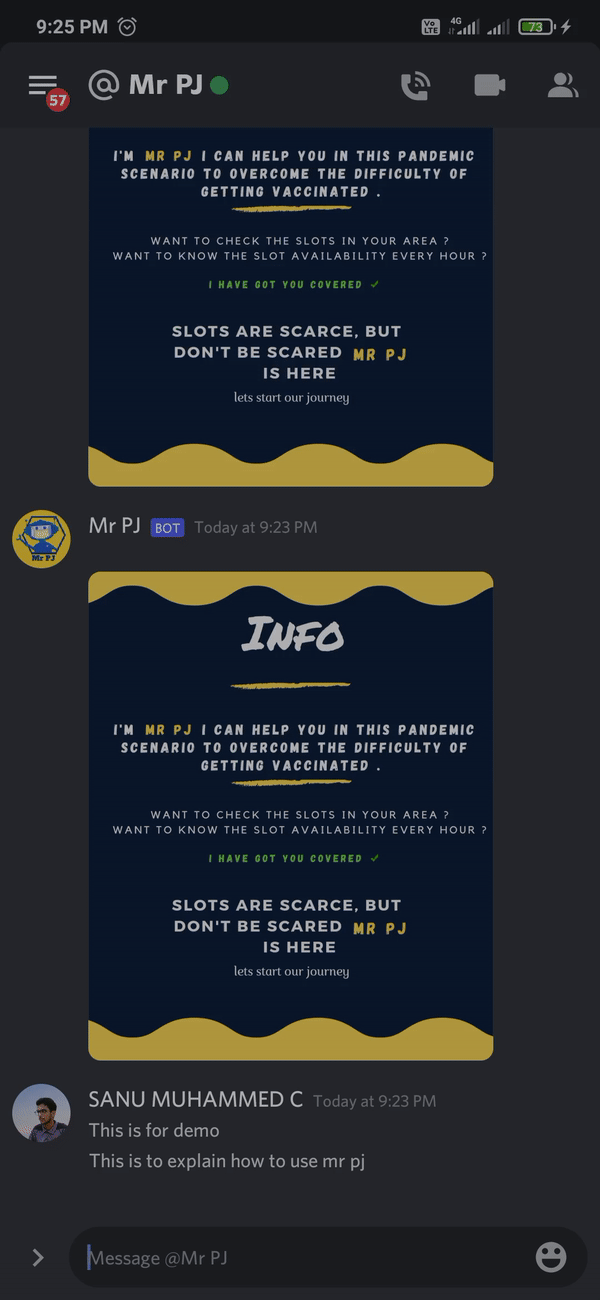 9:25 PM
Vo LTE
4G
73
57
@ Mr PJ
I'M MR PJ I CAN HELP YOU IN THIS PANDEMIC
SCENARIO TO OVERCOME THE DIFFICULTY OF
GETTING VACCINATED .
WANT TO CHECK THE SLOTS IN YOUR AREA ?
WANT TO KNOW THE SLOT AVAILABILITY EVERY HOUR ?
I HAVE GOT YOU COVERED ✓
SLOTS ARE SCARCE, BUT
DON'T BE SCARED MR PJ
IS HERE
lets start our journey
Mr PJ BOT Today at 9:23 PM
Mr PJ
INFO
I'M MR PJ I CAN HELP YOU IN THIS PANDEMIC
SCENARIO TO OVERCOME THE DIFFICULTY OF
GETTING VACCINATED .
WANT TO CHECK THE SLOTS IN YOUR AREA ?
WANT TO KNOW THE SLOT AVAILABILITY EVERY HOUR ?
I HAVE GOT YOU COVERED ✓
SLOTS ARE SCARCE, BUT
DON'T BE SCARED MR PJ
IS HERE
lets start our journey
SANU MUHAMMED C Today at 9:23 PM
This is for demo
This is to explain how to use mr pj
Message @Mr PJ